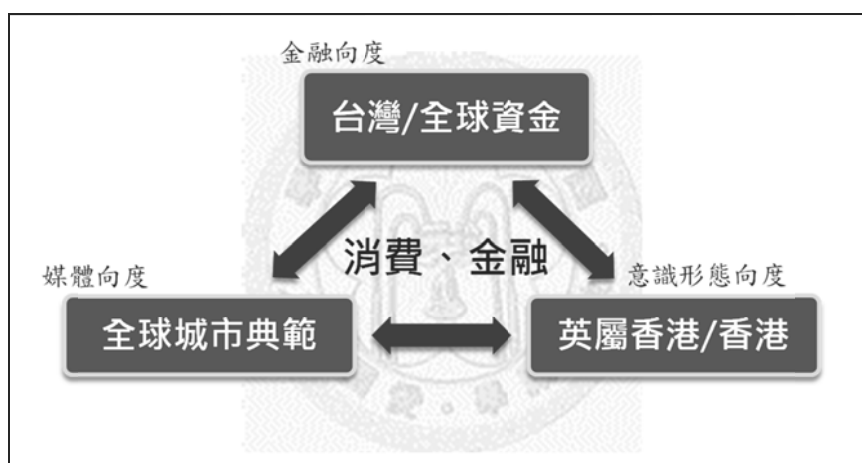 金融向度
台灣/全球資金
消費、金融
媒體向度
意識形態向度
全球城市典範
英屬香港/香港